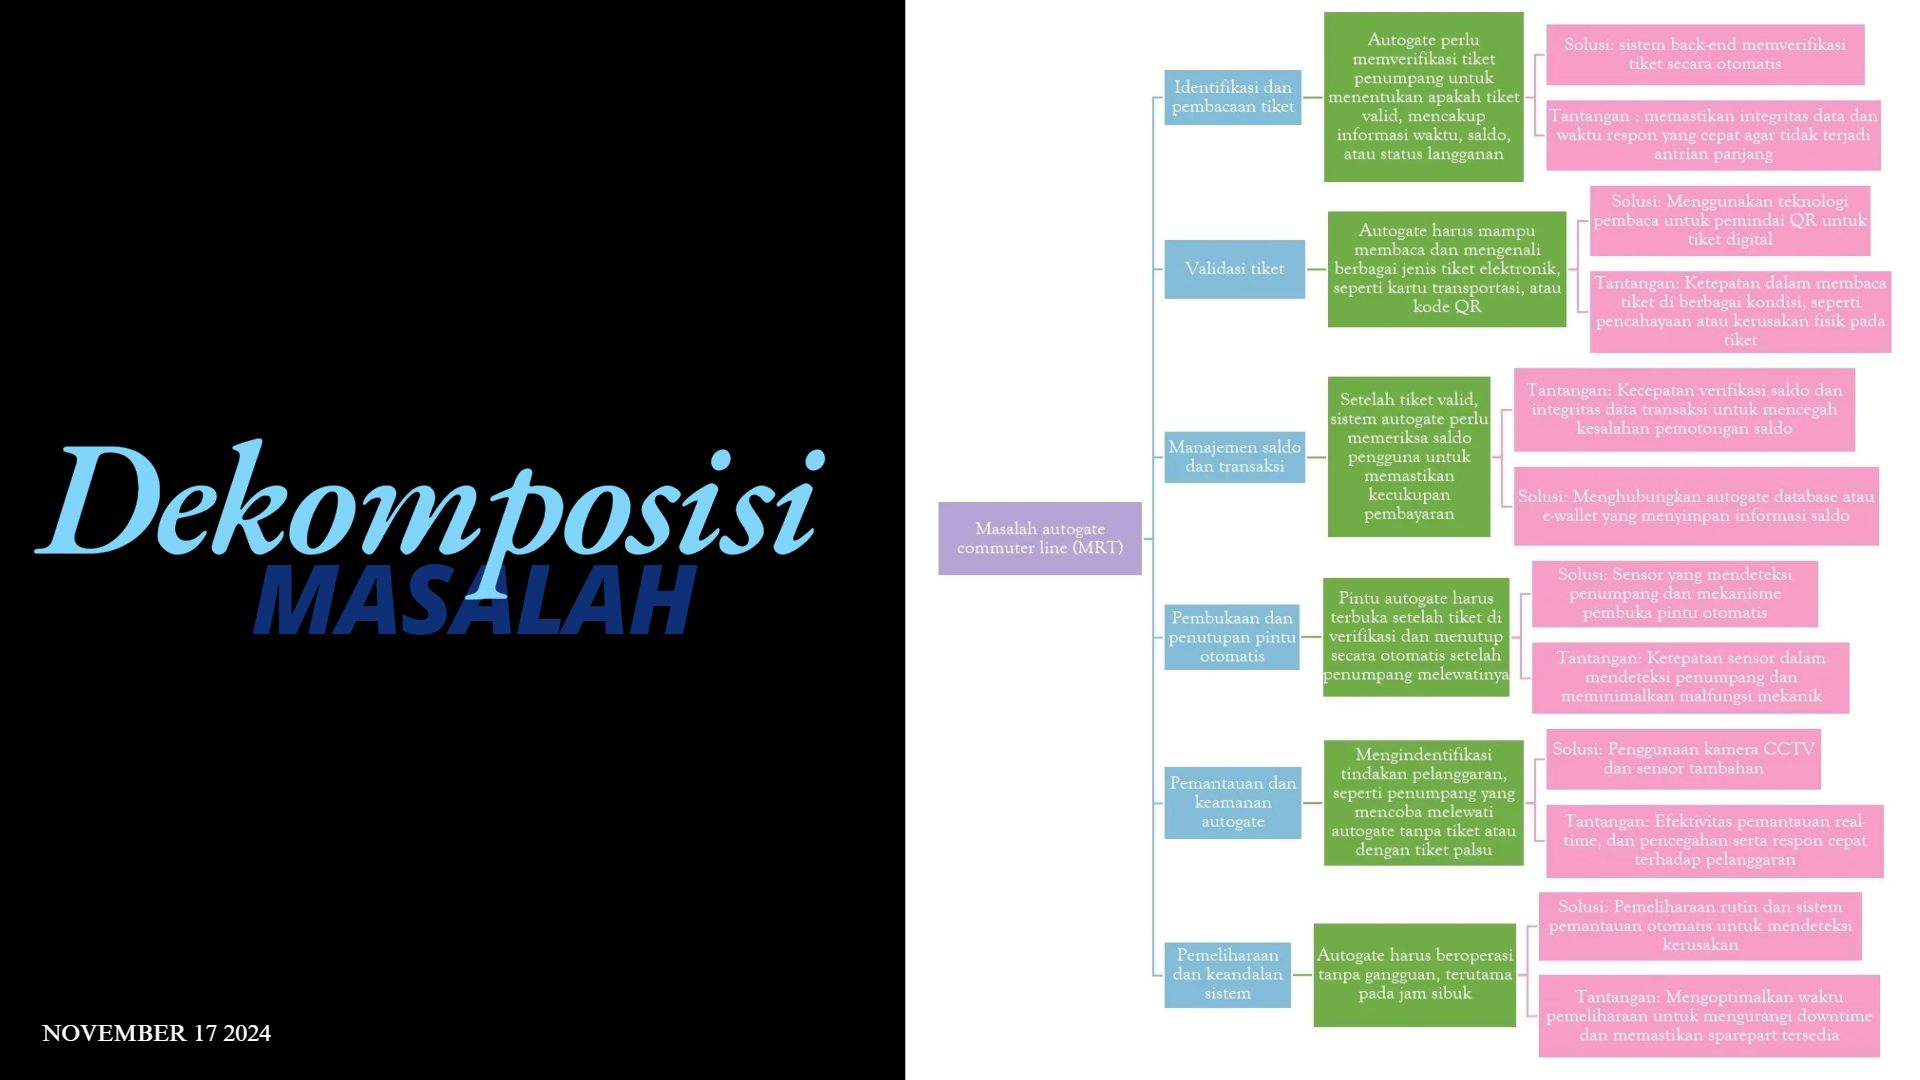 Dekomposisi
MASALAH
NOVEMBER 17 2024
Masalah autogate
commuter line (MRT)
Identifikasi dan
pembacaan tiket
Autogate perlu
memverifikasi tiket
penumpang untuk
menentukan apakah tiket
valid, mencakup
informasi waktu, saldo,
atau status langganan
Solusi: sistem back-end memverifikasi
tiket secara otomatis
Tantangan : memastikan integritas data dan
waktu respon yang cepat agar tidak terjadi
antrian panjang
Validasi tiket
Autogate harus mampu
membaca dan mengenali
berbagai jenis tiket elektronik,
seperti kartu transportasi, atau
kode QR
Solusi: Menggunakan teknologi
pembaca untuk pemindai QR untuk
tiket digital
Tantangan: Ketepatan dalam membaca
tiket di berbagai kondisi, seperti
pencahayaan atau kerusakan fisik pada
tiket
Manajemen saldo
dan transaksi
Setelah tiket valid,
sistem autogate perlu
memeriksa saldo
pengguna untuk
memastikan
kecukupan
pembayaran
Tantangan: Kecepatan verifikasi saldo dan
integritas data transaksi untuk mencegah
kesalahan pemotongan saldo
Solusi: Menghubungkan autogate database atau
e-wallet yang menyimpan informasi saldo
Pembukaan dan
penutupan pintu
otomatis
Pintu autogate harus
terbuka setelah tiket di
verifikasi dan menutup
secara otomatis setelah
penumpang melewatinya
Solusi: Sensor yang mendeteksi
penumpang dan mekanisme
pembuka pintu otomatis
Tantangan: Ketepatan sensor dalam
mendeteksi penumpang dan
meminimalkan malfungsi mekanik
Pemantauan dan
keamanan
autogate
Mengindentifikasi
tindakan pelanggaran,
seperti penumpang yang
mencoba melewati
autogate tanpa tiket atau
dengan tiket palsu
Solusi: Penggunaan kamera CCTV
dan sensor tambahan
Tantangan: Efektivitas pemantauan real-
time, dan pencegahan serta respon cepat
terhadap pelanggaran
Pemeliharaan
dan keandalan
sistem
Autogate harus beroperasi
tanpa gangguan, terutama
pada jam sibuk
Solusi: Pemeliharaan rutin dan sistem
pemantauan otomatis untuk mendeteksi
kerusakan
Tantangan: Mengoptimalkan waktu
pemeliharaan untuk mengurangi downtime
dan memastikan sparepart tersedia